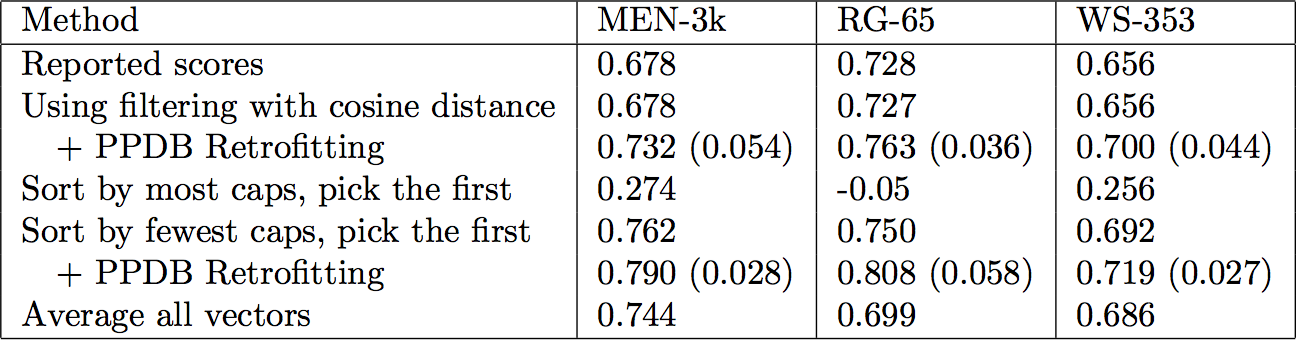 Method MEN-3k RG-65 WS-353
Reported scores 0.678 0.728 0.656
Using filtering with cosine distance 0.678 0.727 0.656
+ PPDB Retrofitting 0.732 (0.054) 0.763 (0.036) 0.700 (0.044)
Sort by most caps, pick the first 0.274 -0.05 0.256
Sort by fewest caps, pick the first 0.762 0.750 0.692
+ PPDB Retrofitting 0.790 (0.028) 0.808 (0.058) 0.719 (0.027)
Average all vectors 0.744 0.699 0.686